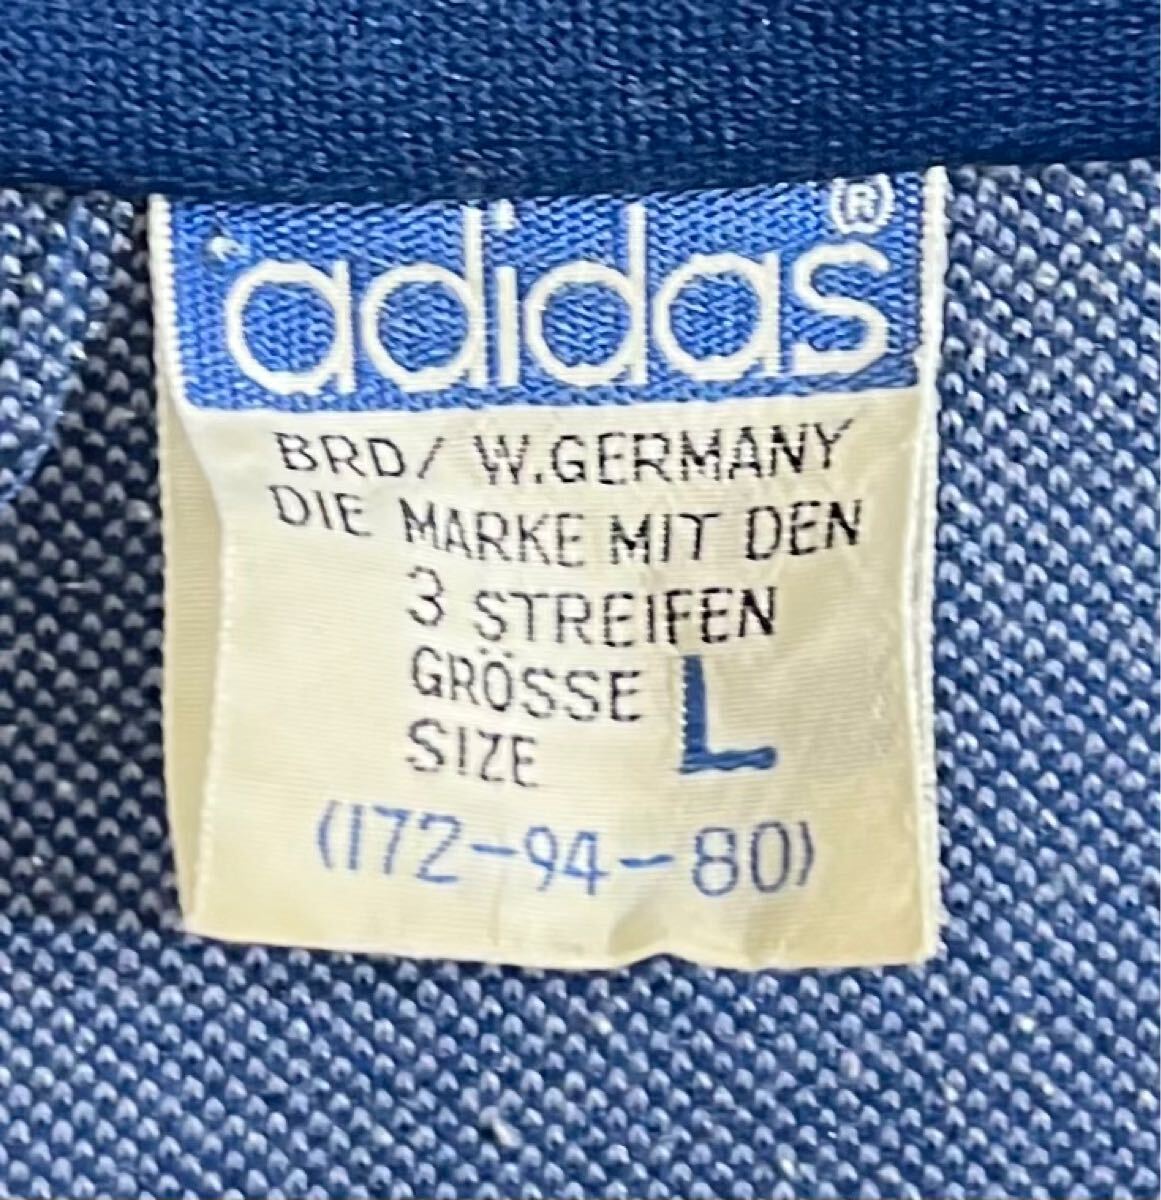 adidas®
BRD/ W.GERMANY
DIE MARKE MIT DEN
3 STREIFEN
GRÖSSE L
SIZE
(172-94-80)